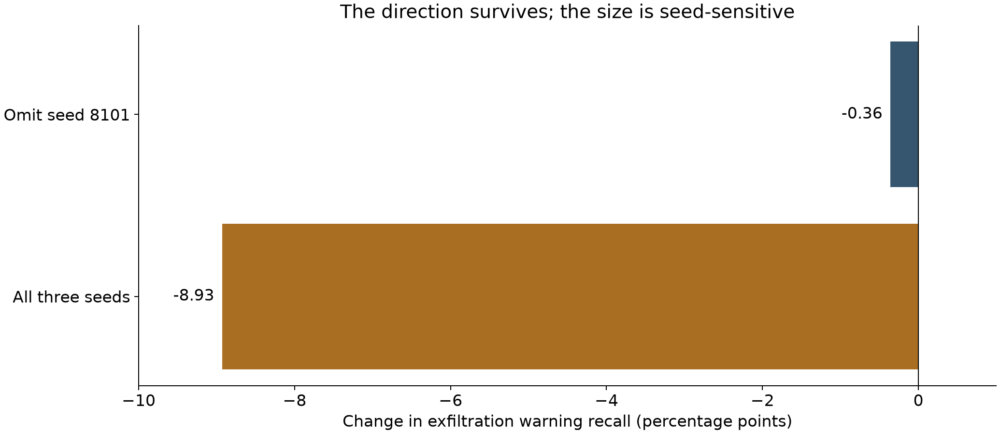 The direction survives; the size is seed-sensitive
Omit seed 8101
-0.36
All three seeds
-8.93
−10
−8
−6
−4
−2
0
Change in exfiltration warning recall (percentage points)